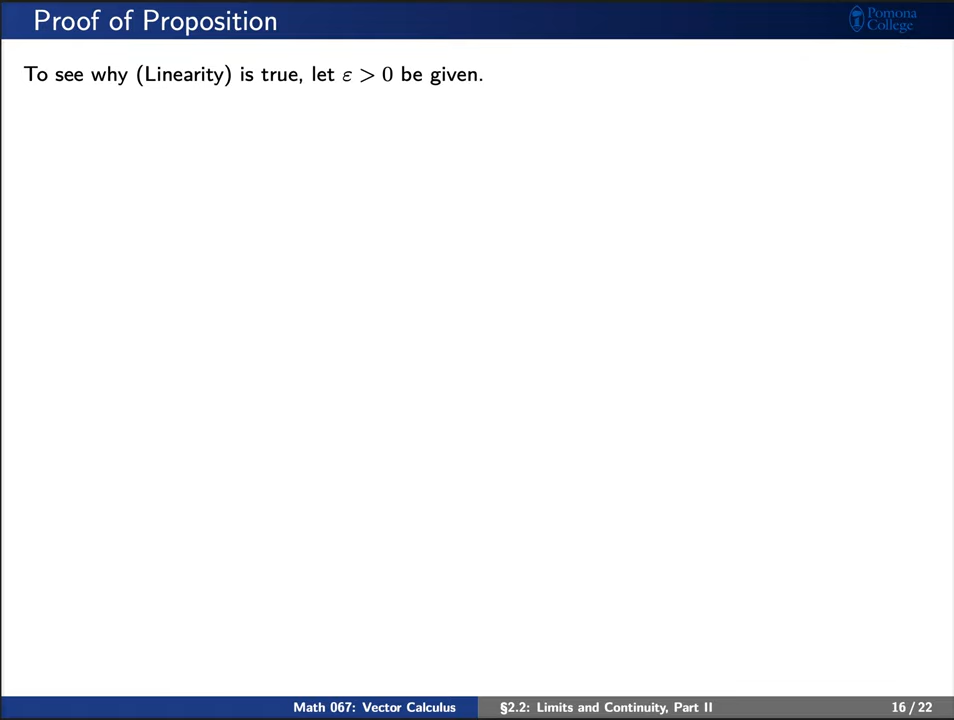 Proof of Proposition
Pomona
College
To see why (Linearity) is true, let ε > 0 be given.
Math 067: Vector Calculus
§2.2: Limits and Continuity, Part II
16 / 22